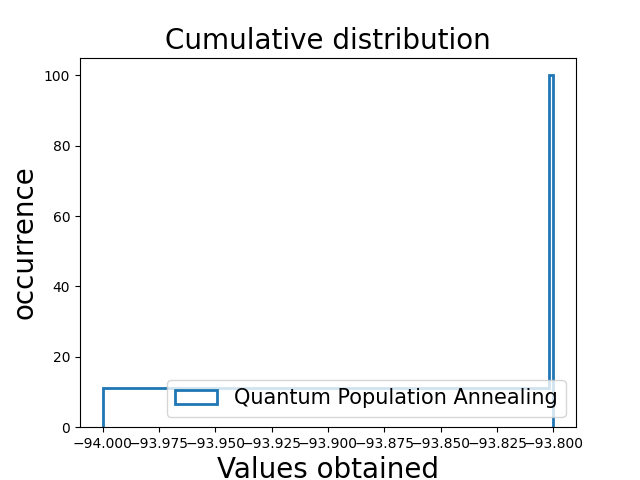 Cumulative distribution
occurrence
100
80
60
40
20
0
Quantum Population Annealing
−94.000 −93.975 −93.950 −93.925 −93.900 −93.875 −93.850 −93.825 −93.800
Values obtained